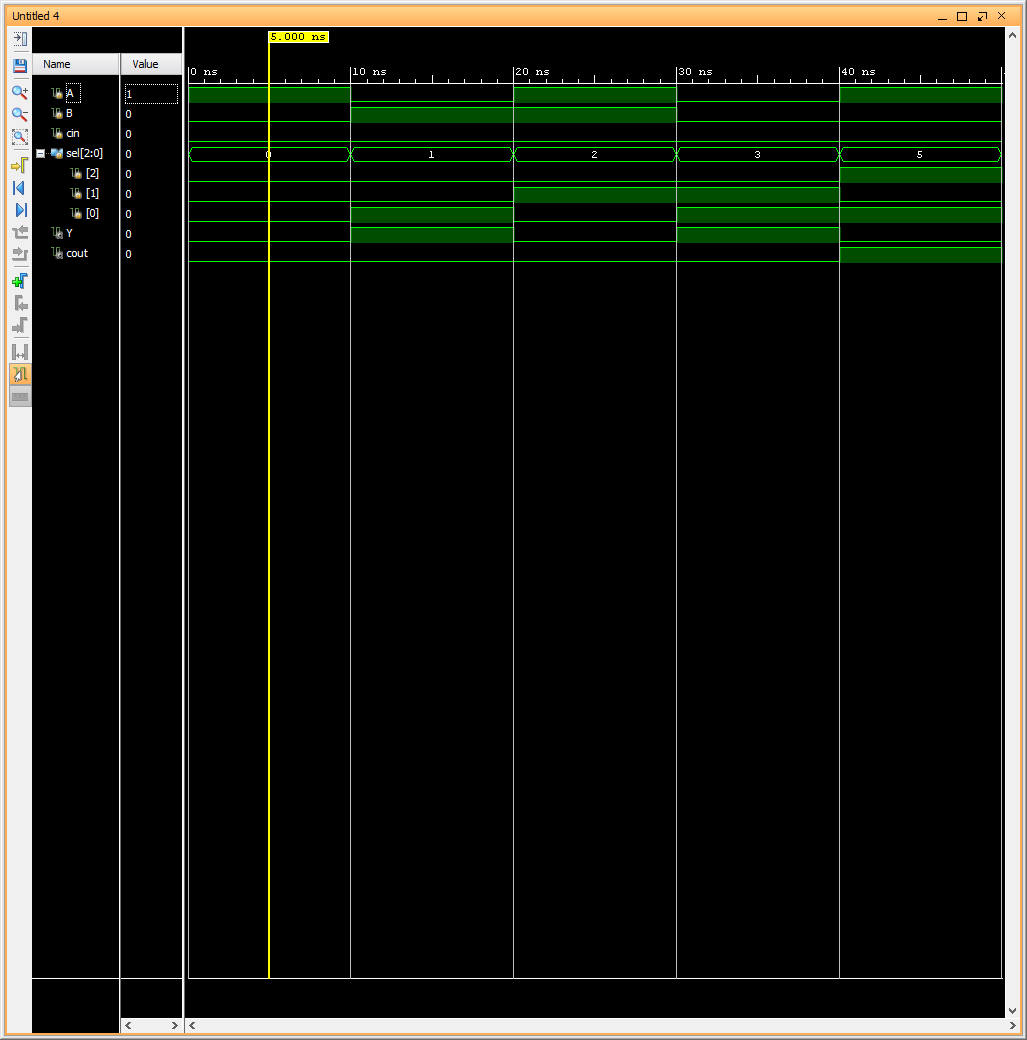 Untitled 4
5.000 ns
Name Value
0 ns 10 ns 20 ns 30 ns 40 ns
A 1
B 0
cin 0
sel[2:0] 0 0 1 2 3 5
[2] 0
[1] 0
[0] 0
Y 0
cout 0